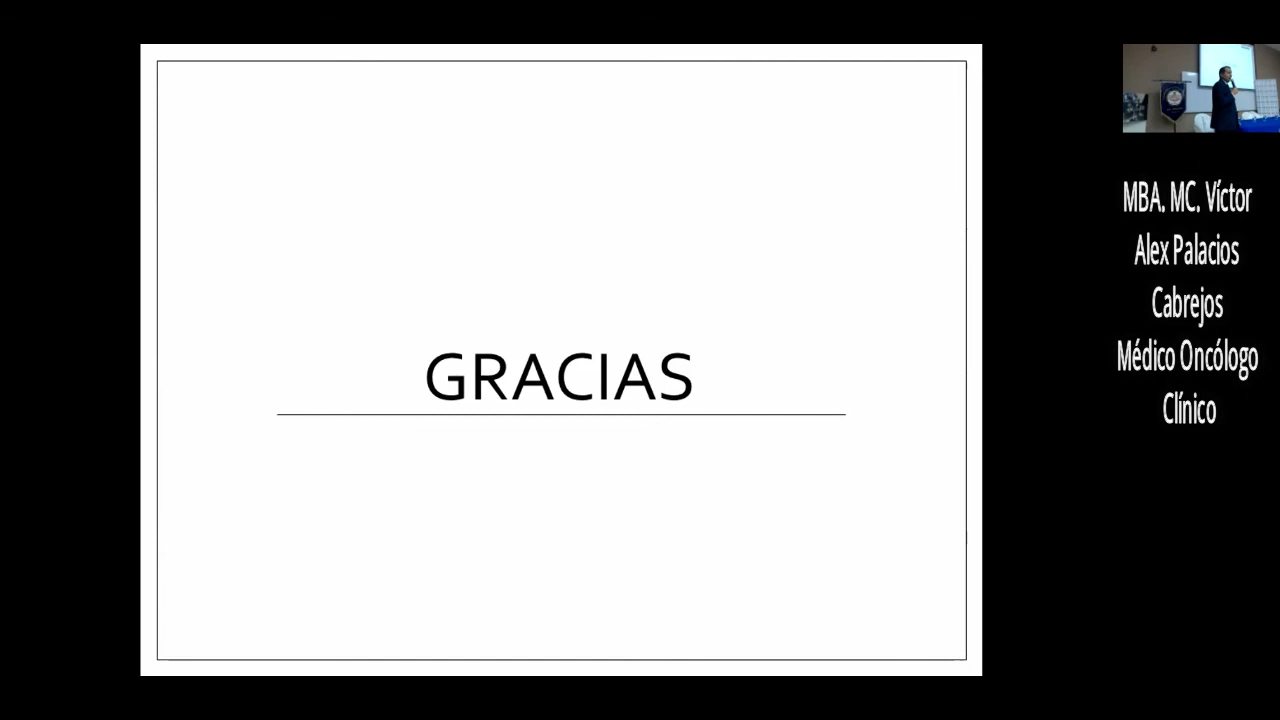 GRACIAS
MBA. MC. Víctor
Alex Palacios
Cabrejos
Médico Oncólogo
Clínico